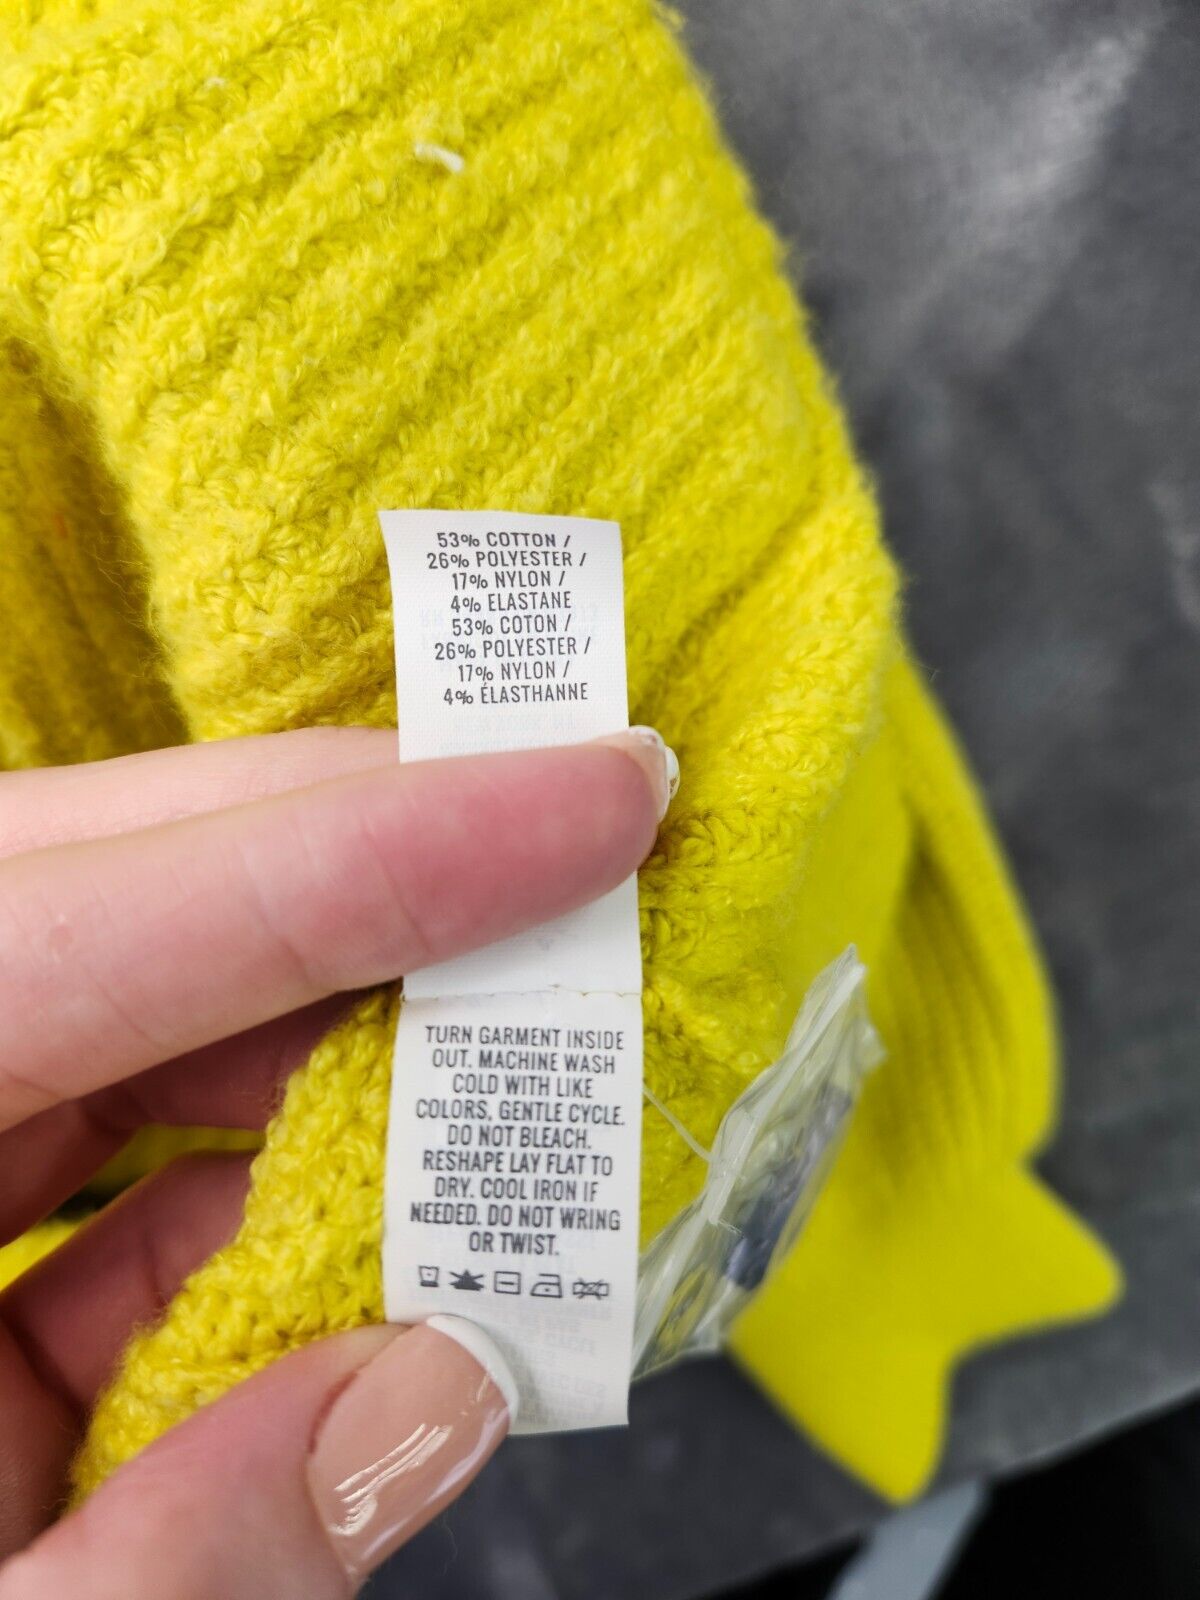 53% COTTON /
26% POLYESTER /
17% NYLON /
4% ELASTANE
53% COTON /
26% POLYESTER /
17% NYLON /
4% ÉLASTHANNE
TURN GARMENT INSIDE
OUT. MACHINE WASH
COLD WITH LIKE
COLORS, GENTLE CYCLE.
DO NOT BLEACH.
RESHAPE LAY FLAT TO
DRY. COOL IRON IF
NEEDED. DO NOT WRING
OR TWIST.